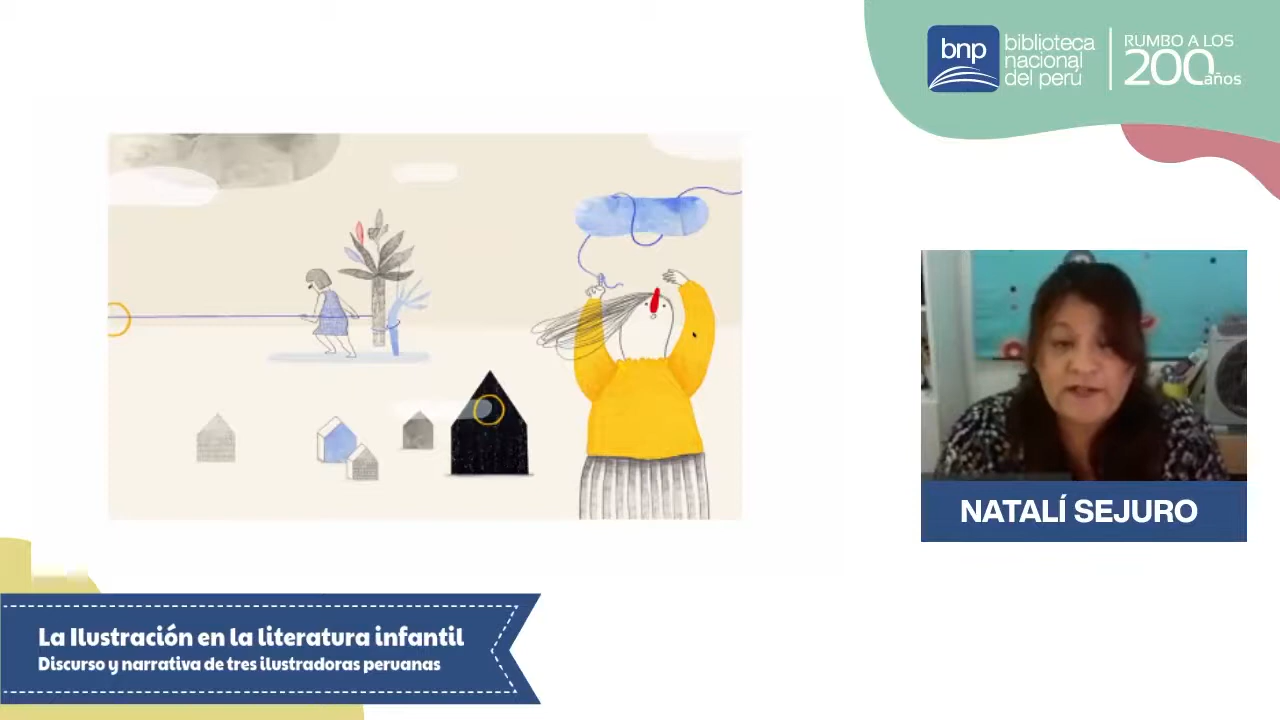 bnp
biblioteca
nacional
del perú
RUMBO A LOS
200 años
NATALÍ SEJURO
La Ilustración en la literatura infantil
Discurso y narrativa de tres ilustradoras peruanas